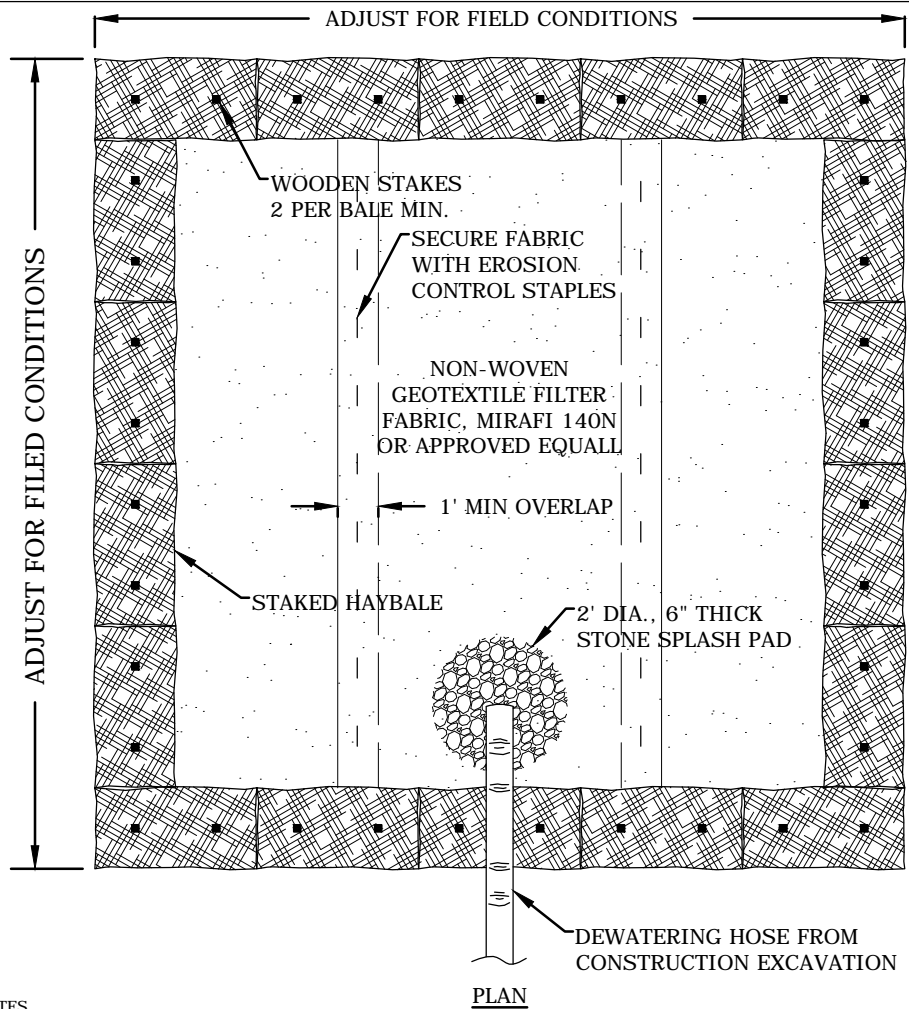 ADJUST FOR FIELD CONDITIONS
ADJUST FOR FILED CONDITIONS
WOODEN STAKES
2 PER BALE MIN.
SECURE FABRIC
WITH EROSION
CONTROL STAPLES
NON-WOVEN
GEOTEXTILE FILTER
FABRIC, MIRAFI 140N
OR APPROVED EQUALL
1' MIN OVERLAP
STAKED HAYBALE
2' DIA., 6" THICK
STONE SPLASH PAD
DEWATERING HOSE FROM
CONSTRUCTION EXCAVATION
PLAN